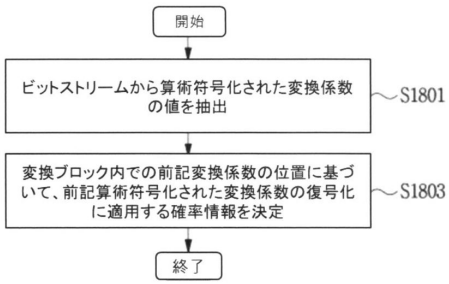 開始
ビットストリームから算術符号化された変換係数
の値を抽出
S1801
変換ブロック内での前記変換係数の位置に基づ
いて、前記算術符号化された変換係数の復号化
に適用する確率情報を決定
S1803
終了